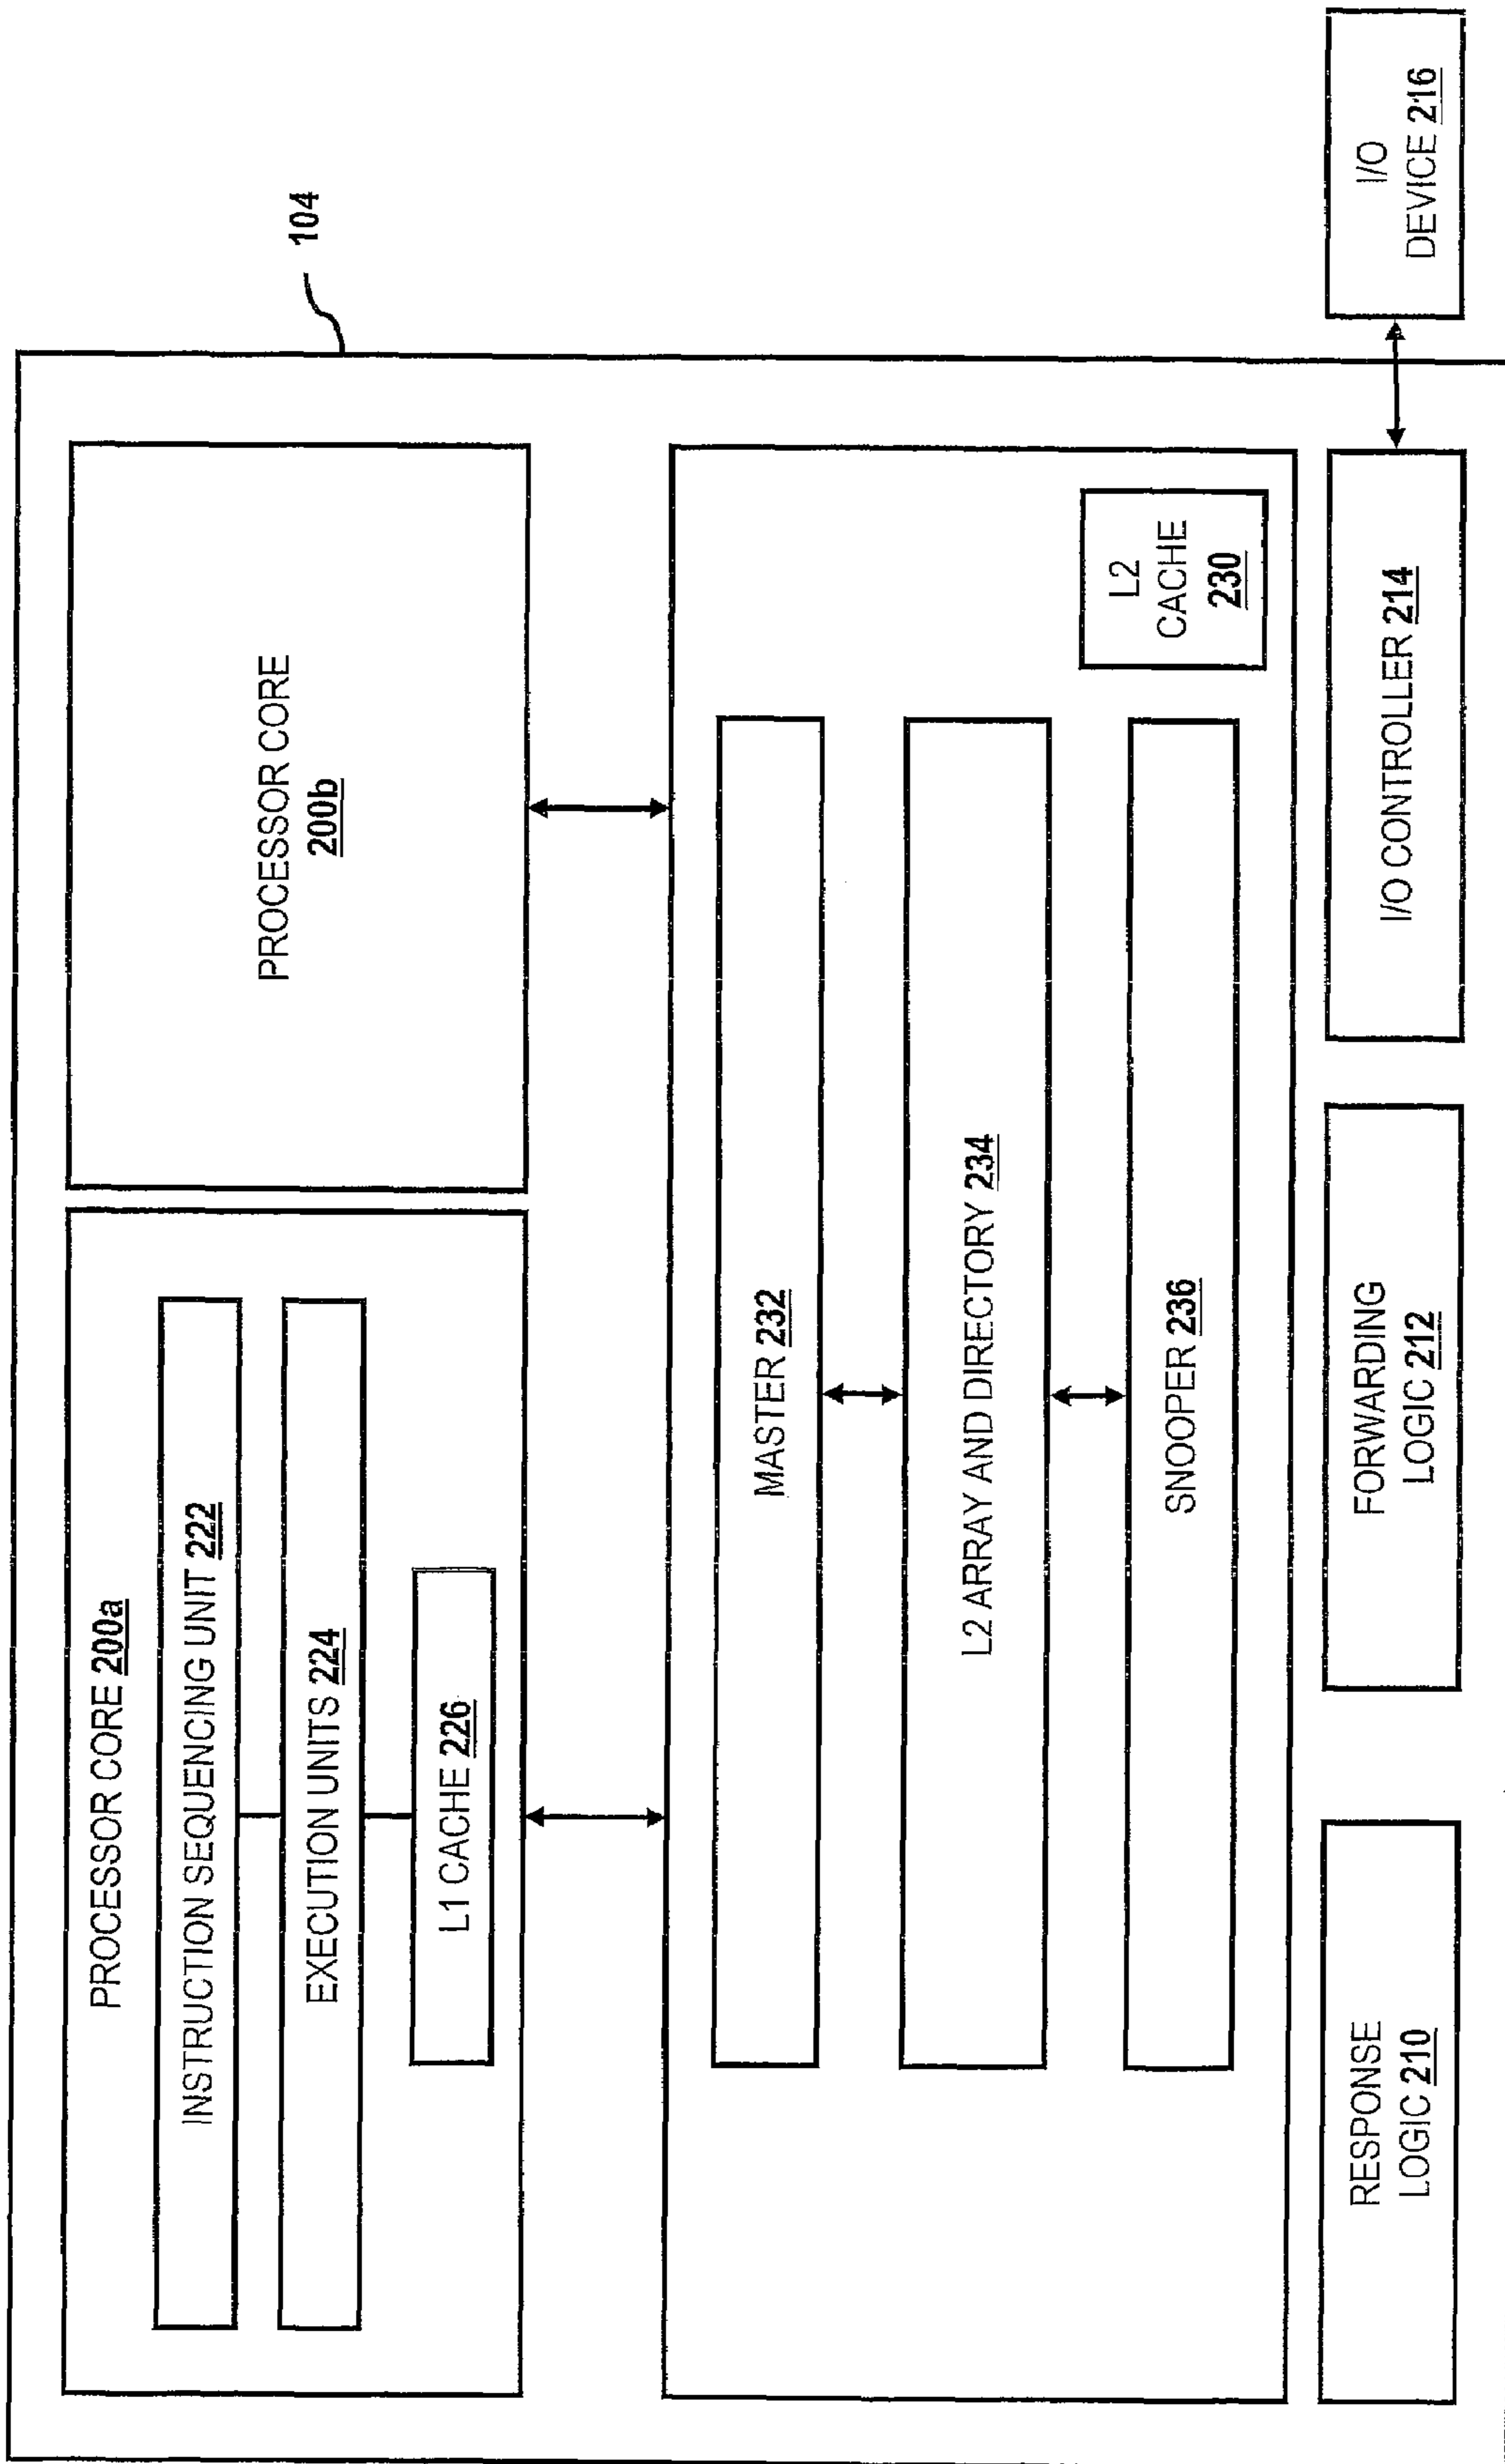 104
PROCESSOR CORE 200a
INSTRUCTION SEQUENCING UNIT 222
EXECUTION UNITS 224
L1 CACHE 226
PROCESSOR CORE
200b
MASTER 232
L2 ARRAY AND DIRECTORY 234
SNOOPER 236
L2
CACHE
230
RESPONSE
LOGIC 210
FORWARDING
LOGIC 212
I/O CONTROLLER 214
I/O
DEVICE 216